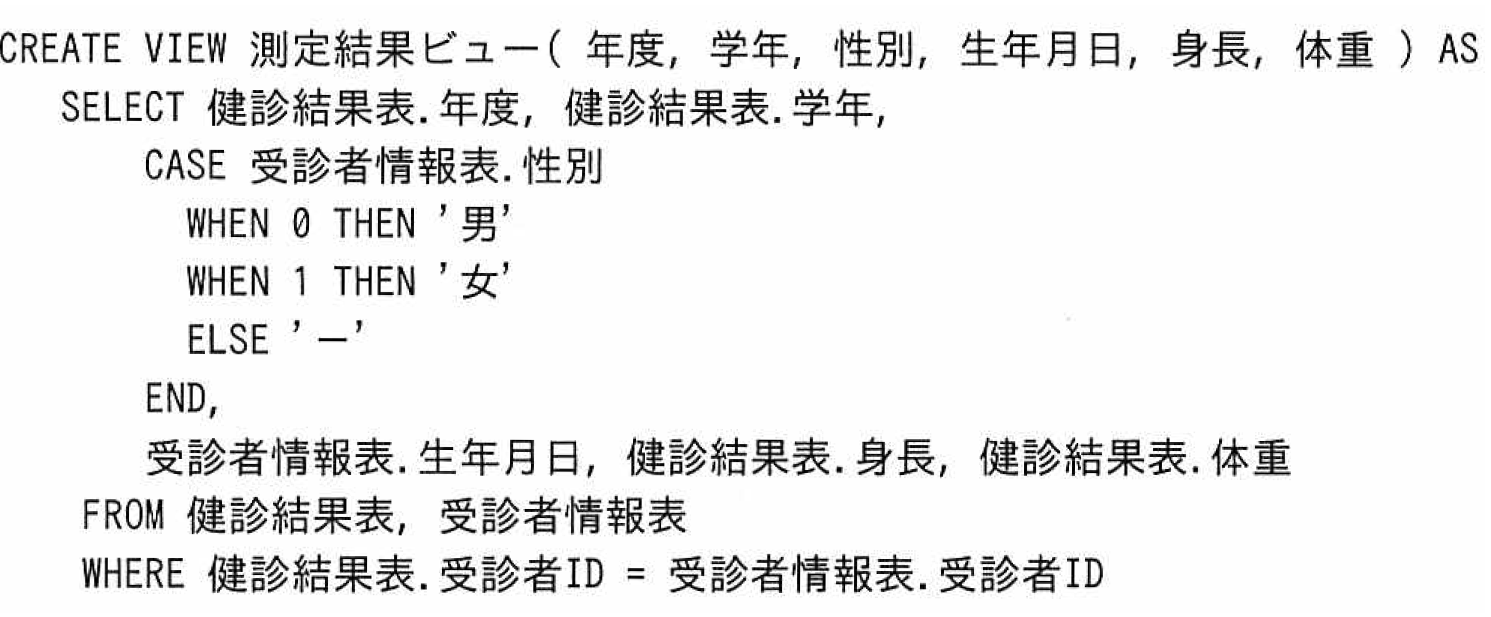 CREATE VIEW 測定結果ビュー( 年度, 学年, 性別, 生年月日, 身長, 体重 ) AS
SELECT 健診結果表.年度, 健診結果表.学年,
CASE 受診者情報表.性別
WHEN 0 THEN '男'
WHEN 1 THEN '女'
ELSE '―'
END,
受診者情報表.生年月日, 健診結果表.身長, 健診結果表.体重
FROM 健診結果表, 受診者情報表
WHERE 健診結果表.受診者ID = 受診者情報表.受診者ID